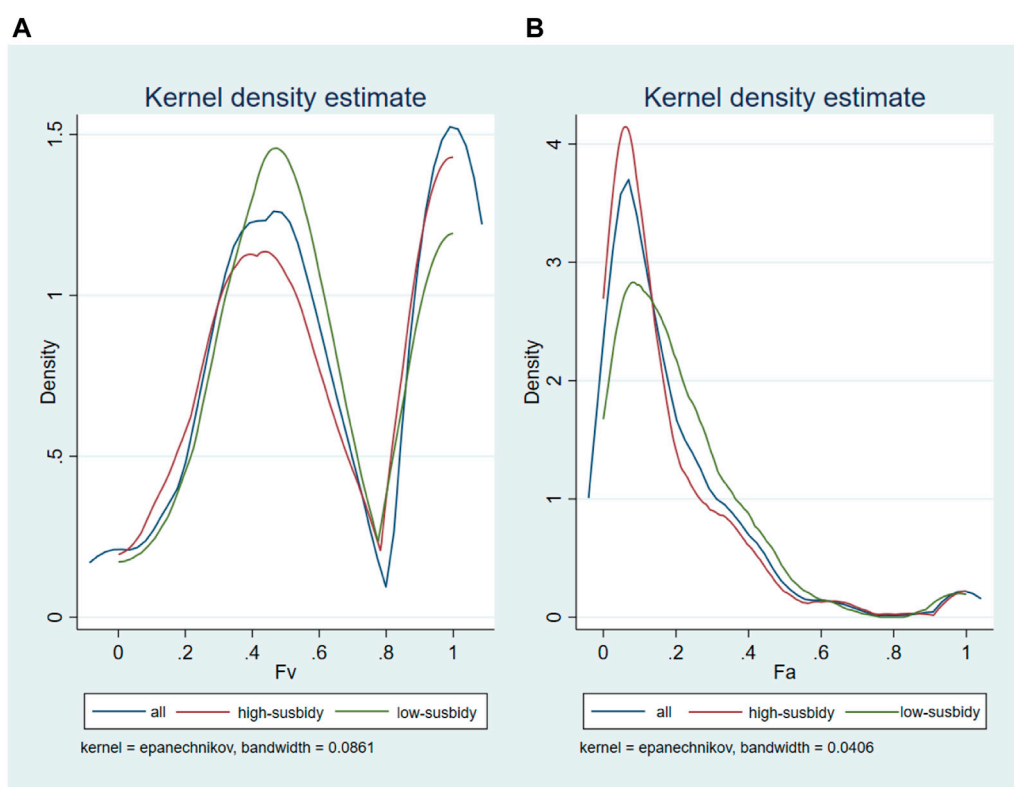 A
Kernel density estimate
1.5
1
.5
0
Density
0 .2 .4 .6 .8 1
Fv
all high-susbidy low-susbidy
kernel = epanechnikov, bandwidth = 0.0861
B
Kernel density estimate
4
3
2
1
0
Density
0 .2 .4 .6 .8 1
Fa
all high-susbidy low-susbidy
kernel = epanechnikov, bandwidth = 0.0406